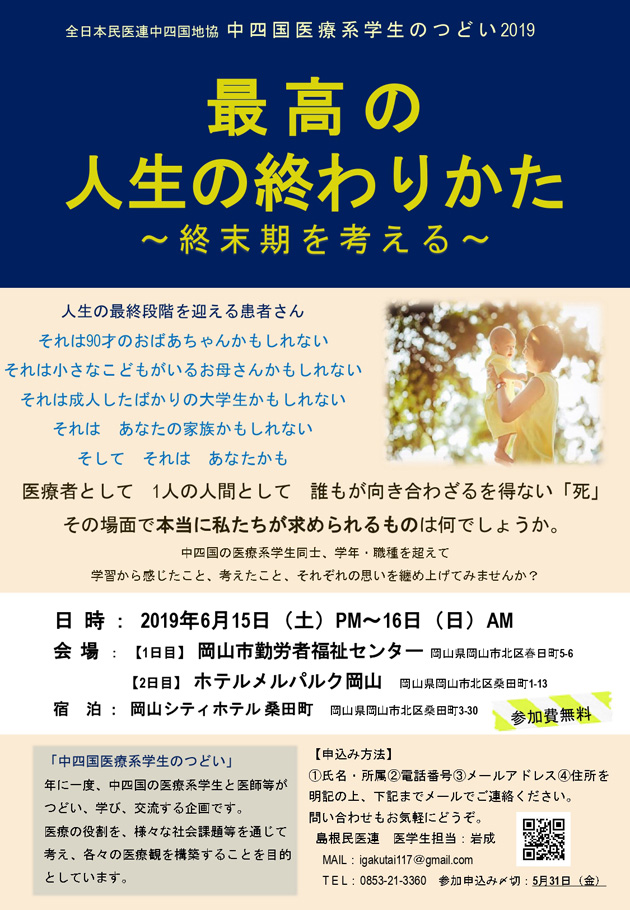 全日本民医連中四国地協 中四国医療系学生のつどい2019
最高の
人生の終わりかた
～終末期を考える～
人生の最終段階を迎える患者さん
それは90才のおばあちゃんかもしれない
それは小さなこどもがいるお母さんかもしれない
それは成人したばかりの大学生かもしれない
それは　あなたの家族かもしれない
そして　それは　あなたかも
医療者として　1人の人間として　誰もが向き合わざるを得ない「死」
その場面で本当に私たちが求められるものは何でしょうか。
中四国の医療系学生同士、学年・職種を超えて
学習から感じたこと、考えたこと、それぞれの思いを纏め上げてみませんか？
日 時 ： 2019年6月15日（土）PM～16日（日）AM
会 場 ： 【1日目】 岡山市勤労者福祉センター 岡山県岡山市北区春日町5-6
【2日目】 ホテルメルパルク岡山　岡山県岡山市北区桑田町1-13
宿 泊 ： 岡山シティホテル 桑田町　岡山県岡山市北区桑田町3-30
参加費無料
「中四国医療系学生のつどい」
年に一度、中四国の医療系学生と医師等が
つどい、学び、交流する企画です。
医療の役割を、様々な社会課題等を通じて
考え、各々の医療観を構築することを目的
としています。
【申込み方法】
①氏名・所属②電話番号③メールアドレス④住所を
明記の上、下記までメールでご連絡ください。
問い合わせもお気軽にどうぞ。
島根民医連　医学生担当：岩成
MAIL：igakutai117@gmail.com
TEL：0853-21-3360　参加申込み〆切：5月31日（金）